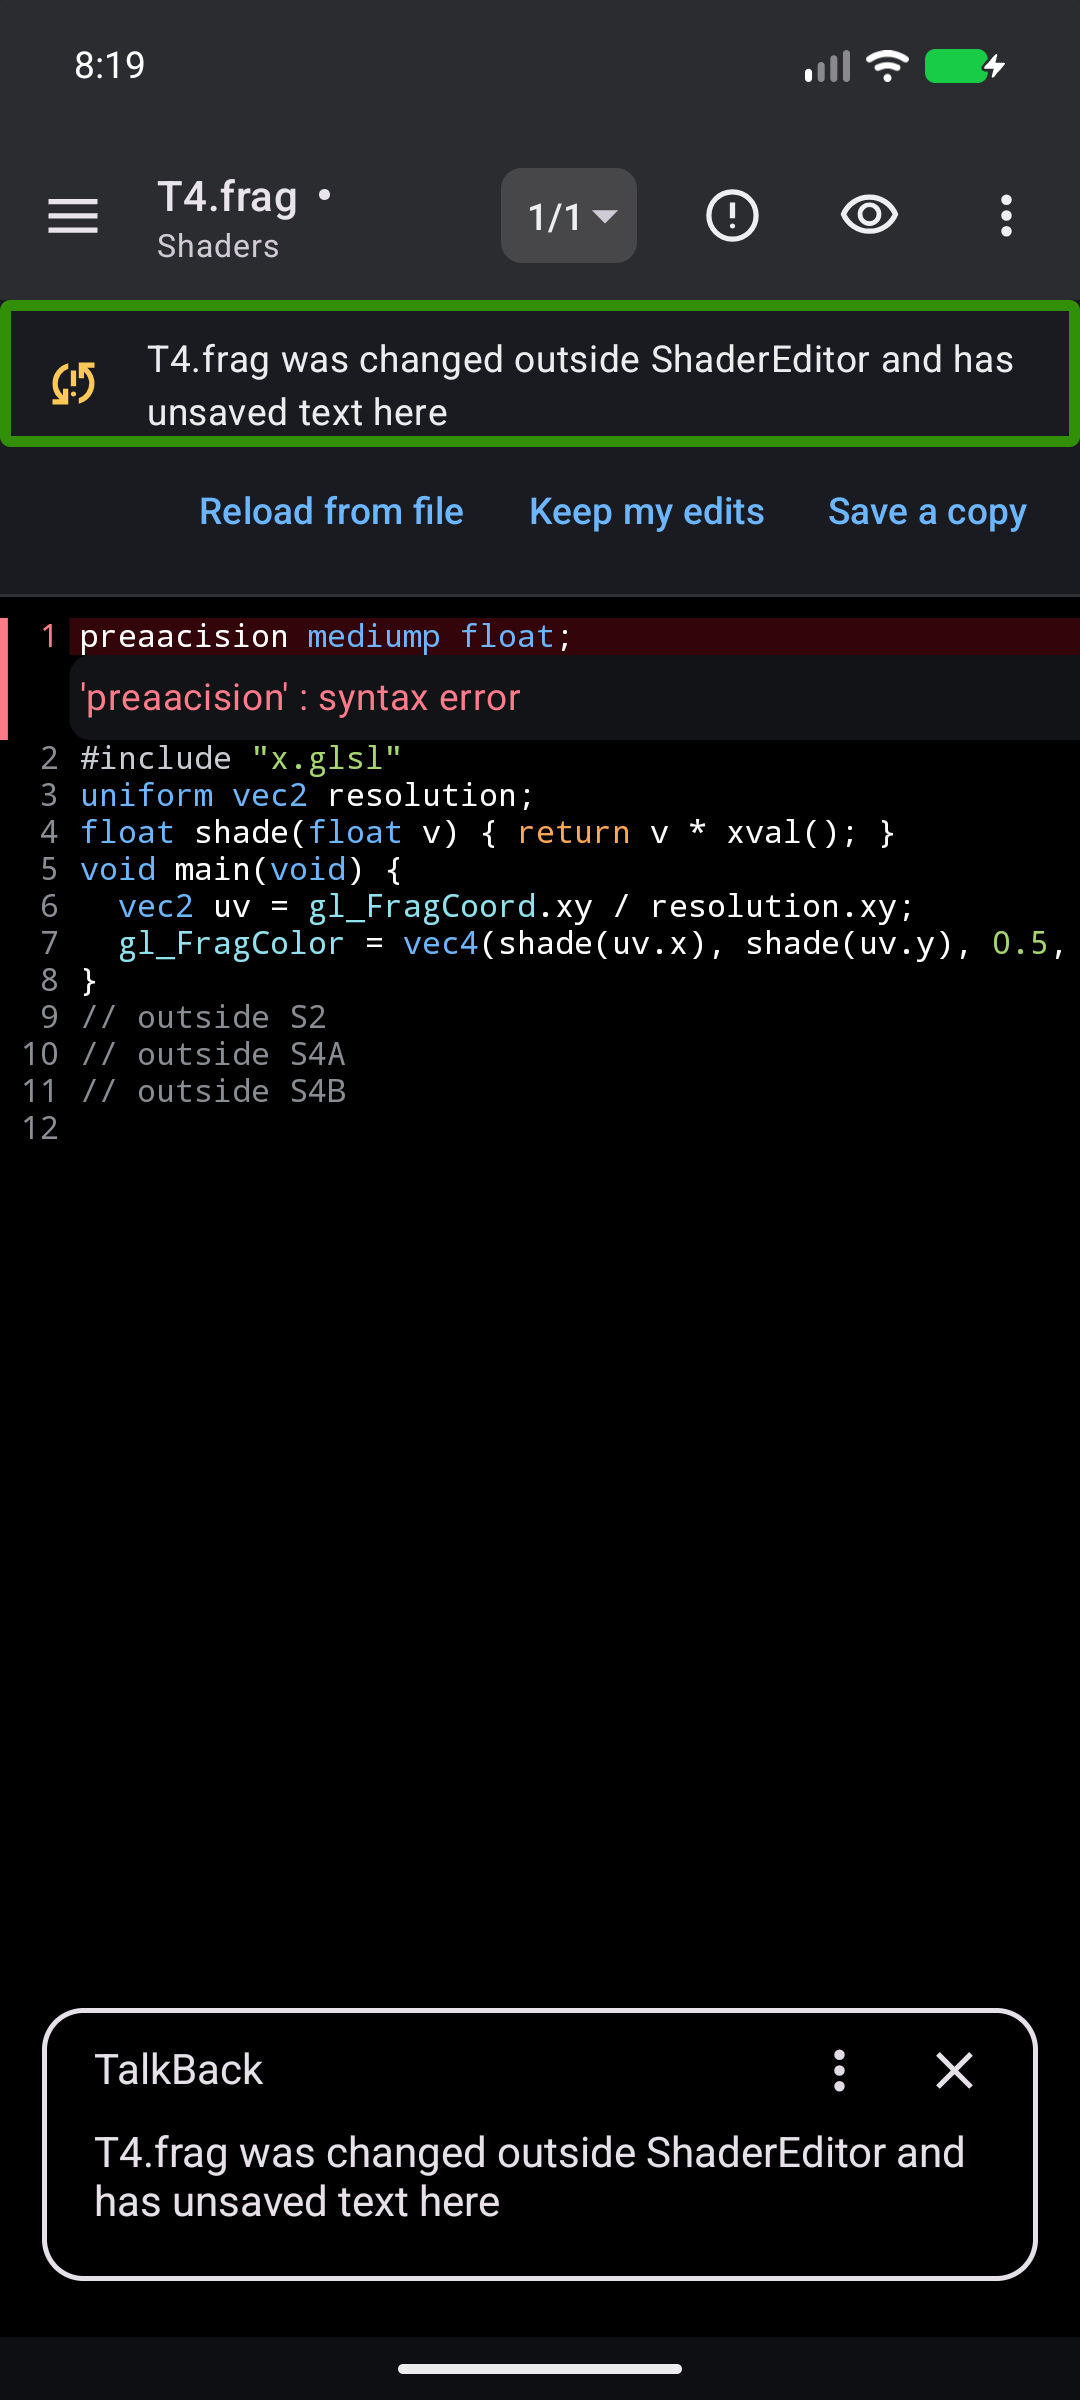 8:19
T4.frag •
Shaders
1/1
T4.frag was changed outside ShaderEditor and has
unsaved text here
Reload from file Keep my edits Save a copy
1 preaacision mediump float;
'preaacision' : syntax error
2 #include "x.glsl"
3 uniform vec2 resolution;
4 float shade(float v) { return v * xval(); }
5 void main(void) {
6   vec2 uv = gl_FragCoord.xy / resolution.xy;
7   gl_FragColor = vec4(shade(uv.x), shade(uv.y), 0.5,
8 }
9 // outside S2
10 // outside S4A
11 // outside S4B
12
TalkBack
T4.frag was changed outside ShaderEditor and
has unsaved text here